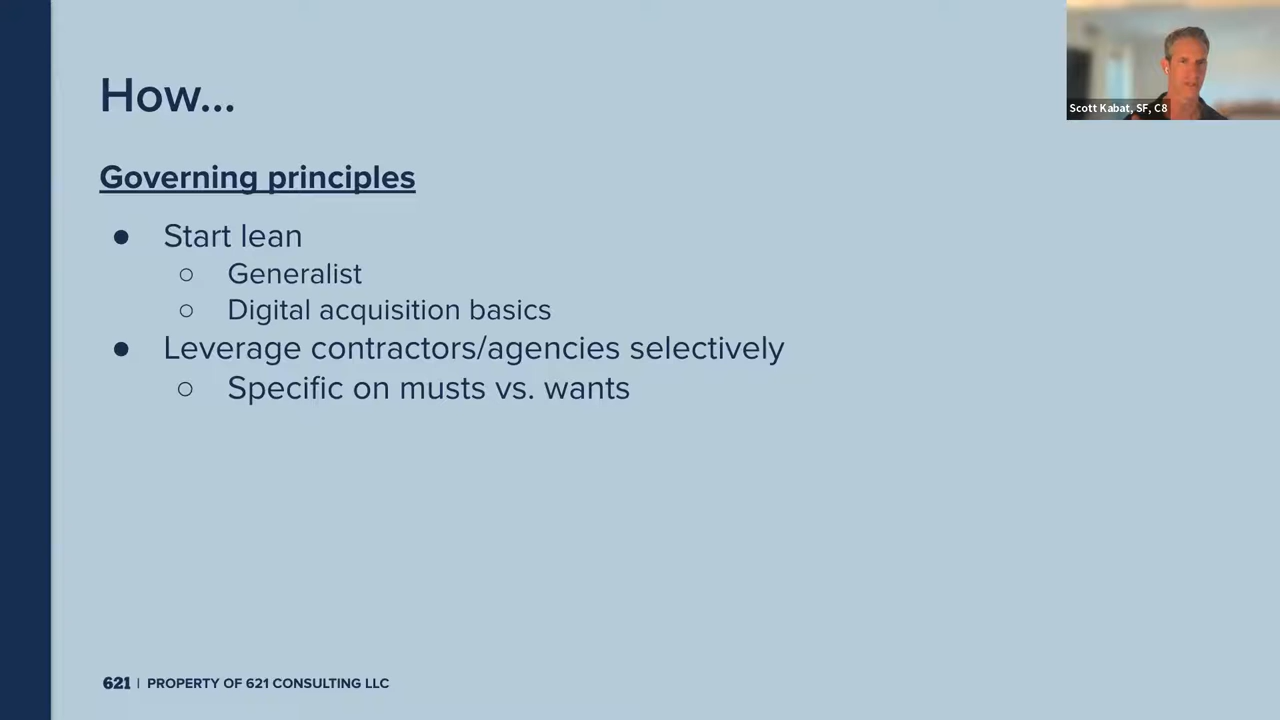 How...
Scott Kabat, SF, C8
Governing principles
● Start lean
○ Generalist
○ Digital acquisition basics
● Leverage contractors/agencies selectively
○ Specific on musts vs. wants
621 | PROPERTY OF 621 CONSULTING LLC